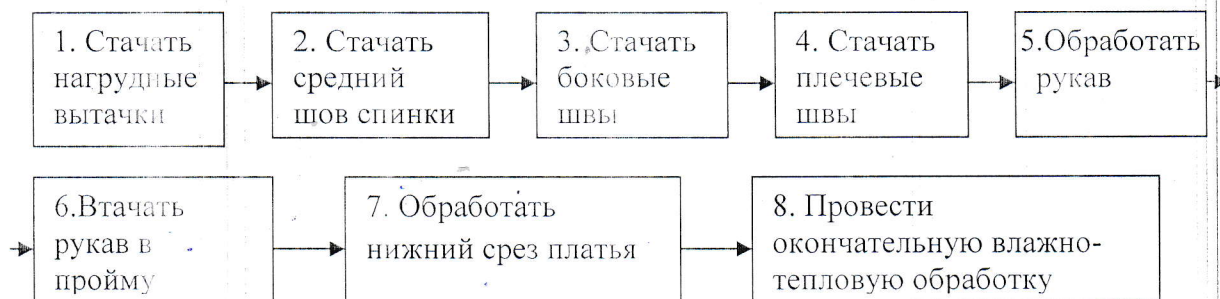 1. Стачать
нагрудные
вытачки
2. Стачать
средний
шов спинки
3. Стачать
боковые
швы
4. Стачать
плечевые
швы
5.Обработать
рукав
6.Втачать
рукав в
пройму
7. Обработать
нижний срез платья
8. Провести
окончательную влажно-
тепловую обработку